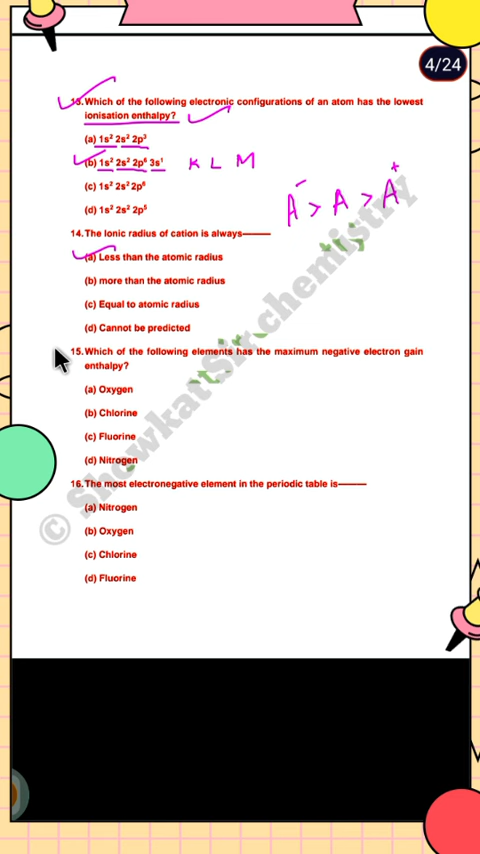 4/24
13. Which of the following electronic configurations of an atom has the lowest
ionisation enthalpy?
(a) 1s² 2s² 2p³
(b) 1s² 2s² 2p⁶ 3s¹ K L M
(c) 1s² 2s² 2p⁶
(d) 1s² 2s² 2p⁵
A⁻ > A > A⁺
14. The Ionic radius of cation is always———
(a) Less than the atomic radius
(b) more than the atomic radius
(c) Equal to atomic radius
(d) Cannot be predicted
15. Which of the following elements has the maximum negative electron gain
enthalpy?
(a) Oxygen
(b) Chlorine
(c) Fluorine
(d) Nitrogen
16. The most electronegative element in the periodic table is———
(a) Nitrogen
(b) Oxygen
(c) Chlorine
(d) Fluorine
© Showkat Sir chemistry